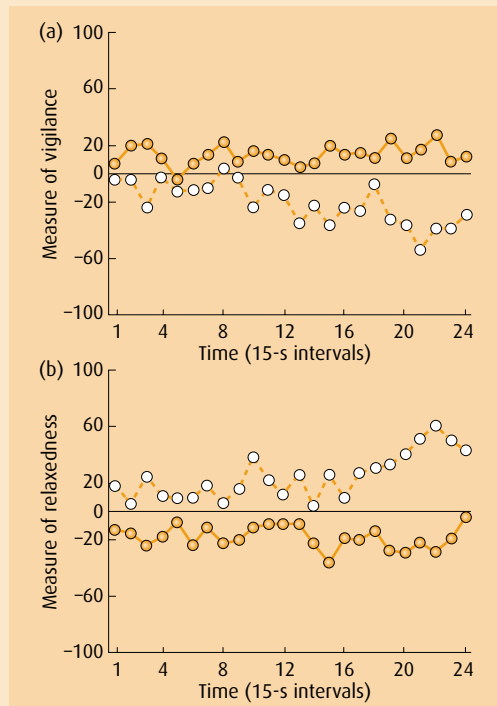 (a)
100
60
20
0
−20
−60
−100
Measure of vigilance
1 4 8 12 16 20 24
Time (15-s intervals)
(b)
100
60
20
0
−20
−60
−100
Measure of relaxedness
1 4 8 12 16 20 24
Time (15-s intervals)